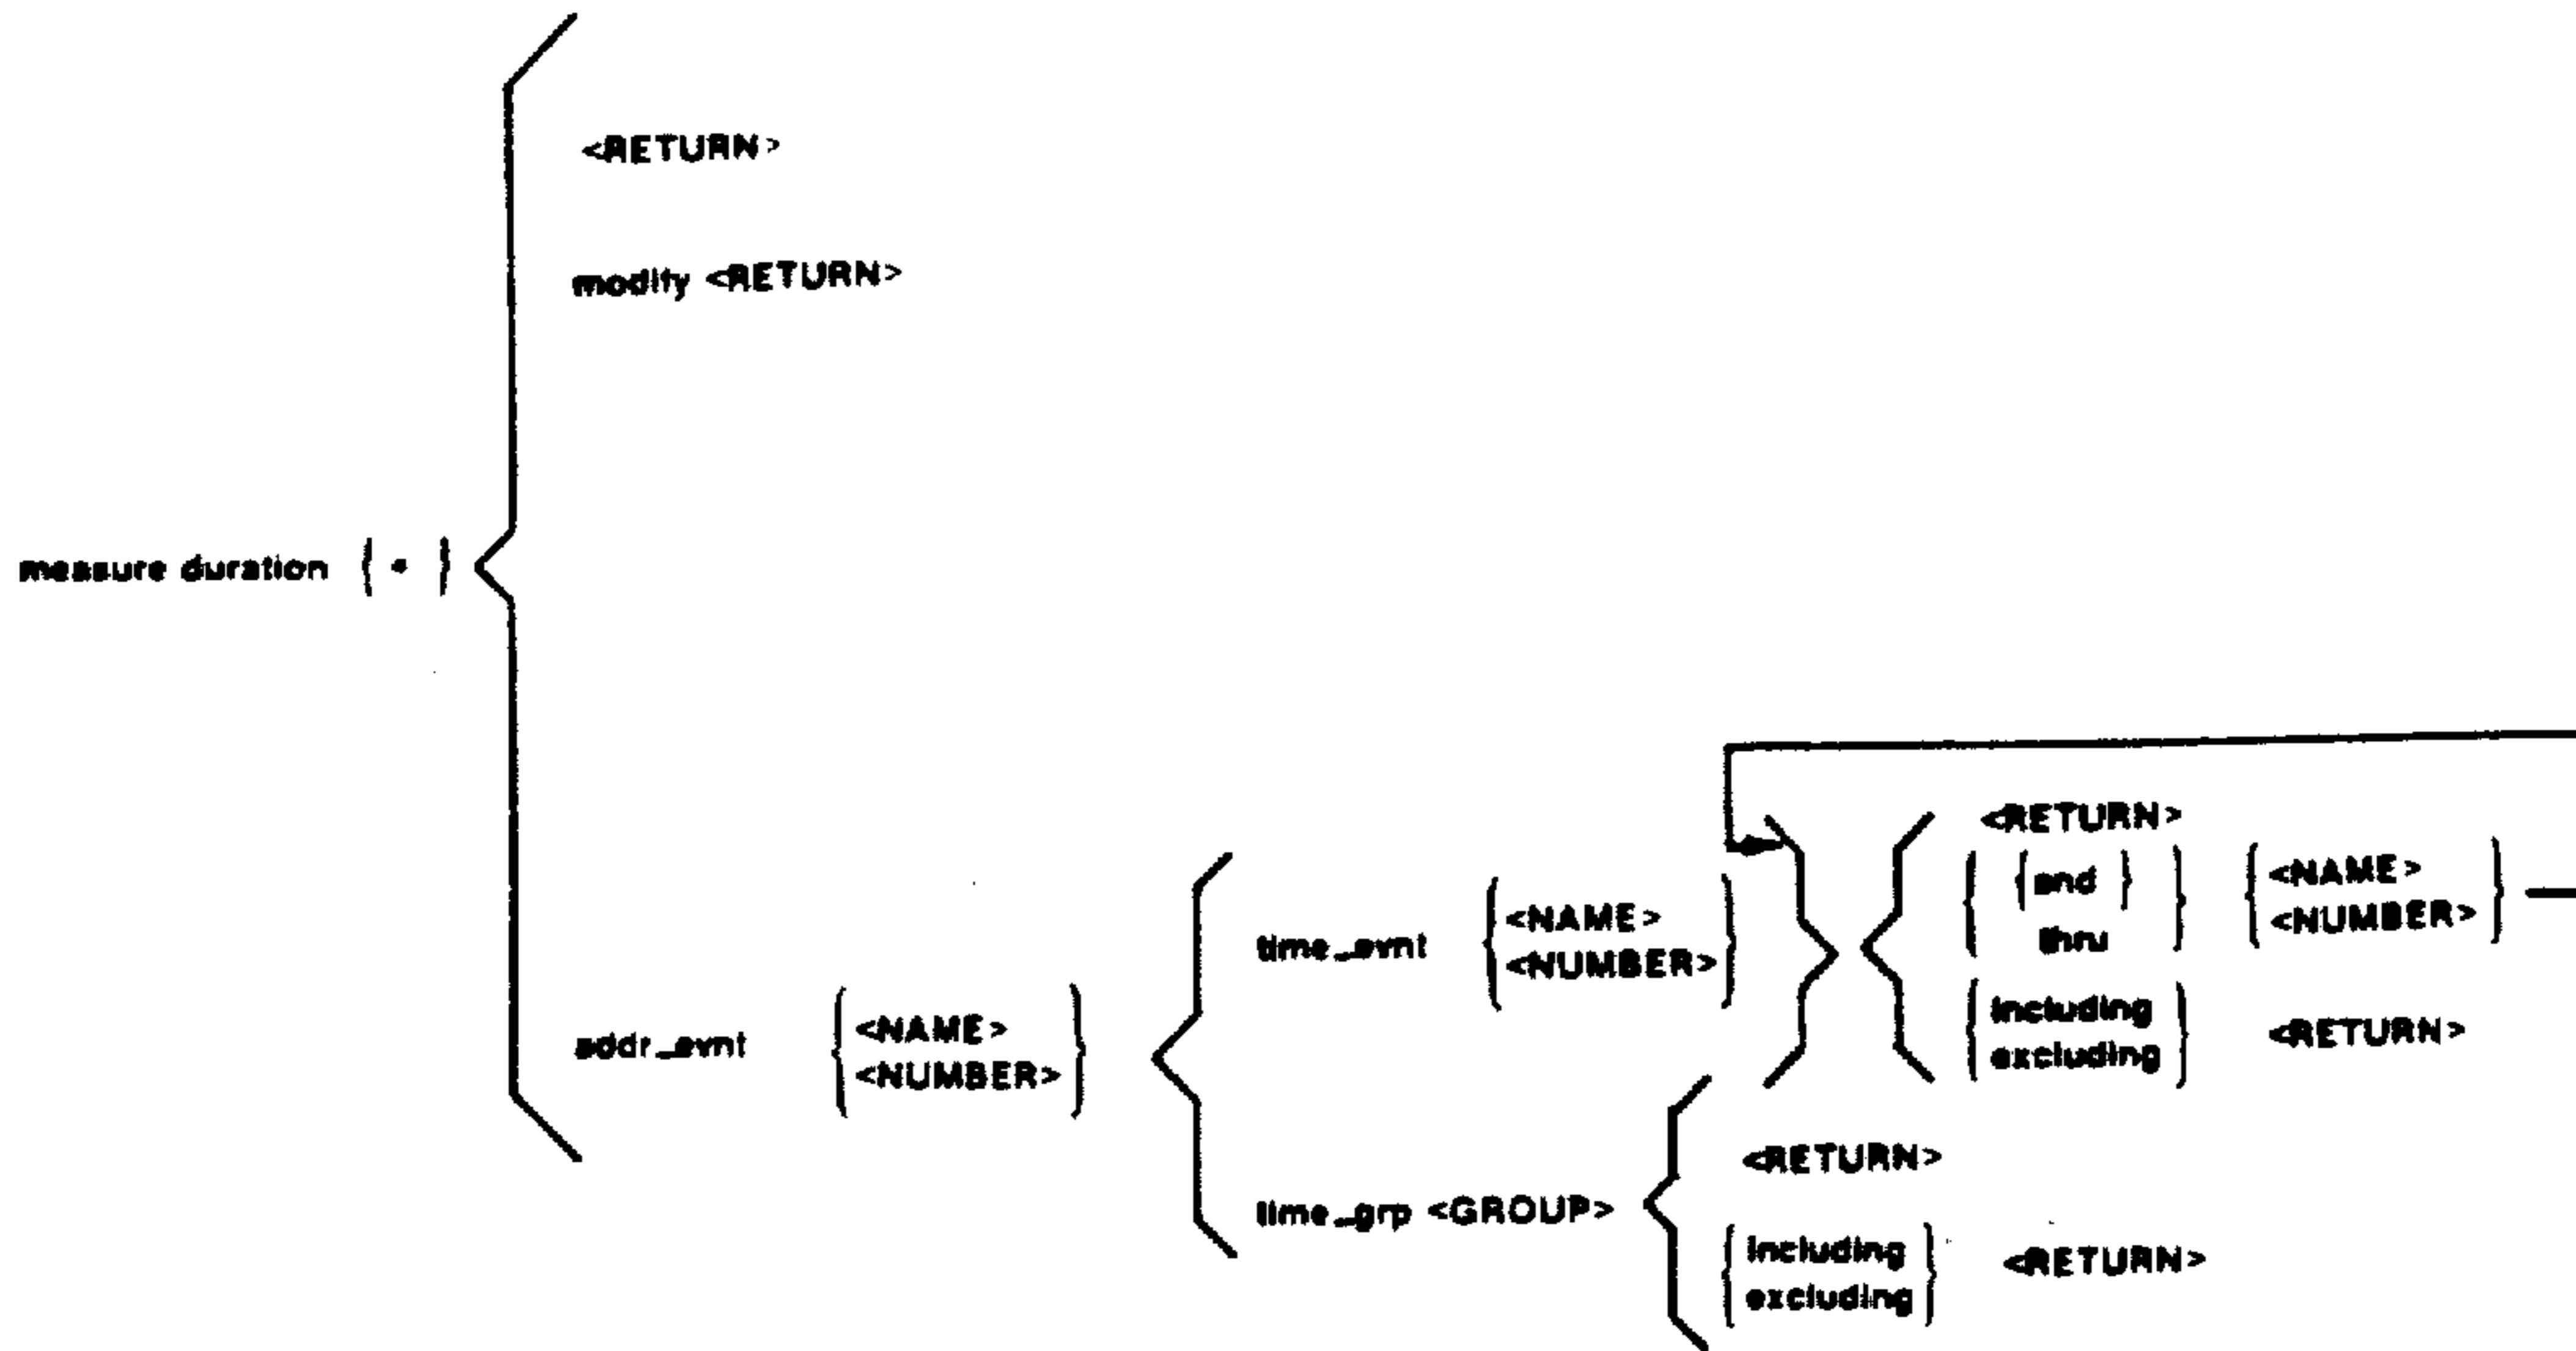 <RETURN>
modify <RETURN>
measure duration { }
<RETURN>
{and}
thru
<NAME>
<NUMBER>
time_evnt
<NAME>
<NUMBER>
including
excluding
<RETURN>
addr_evnt
<NAME>
<NUMBER>
<RETURN>
time_grp <GROUP>
including
excluding
<RETURN>